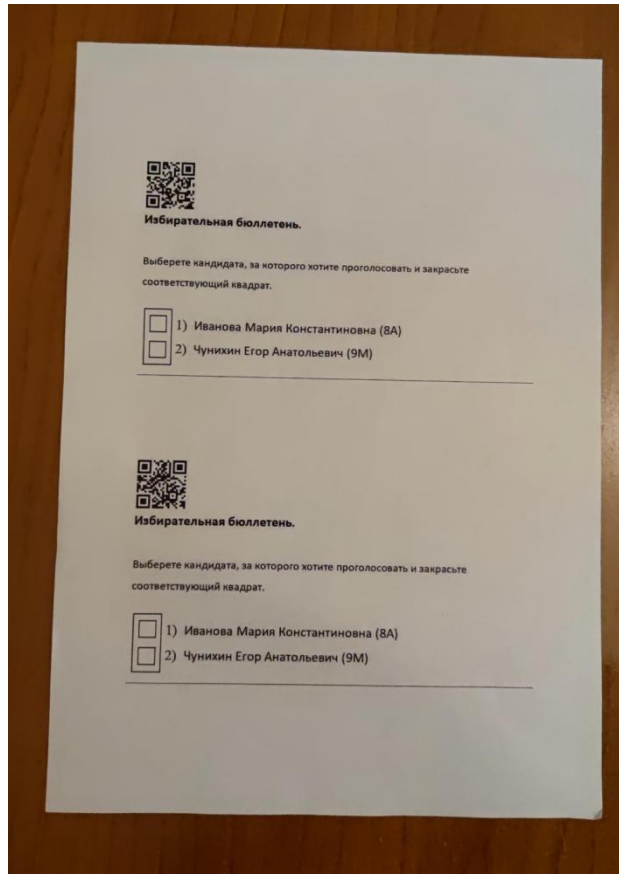 Избирательная бюллетень.
Выберете кандидата, за которого хотите проголосовать и закрасьте
соответствующий квадрат.
1) Иванова Мария Константиновна (8А)
2) Чунихин Егор Анатольевич (9М)
Избирательная бюллетень.
Выберете кандидата, за которого хотите проголосовать и закрасьте
соответствующий квадрат.
1) Иванова Мария Константиновна (8А)
2) Чунихин Егор Анатольевич (9М)